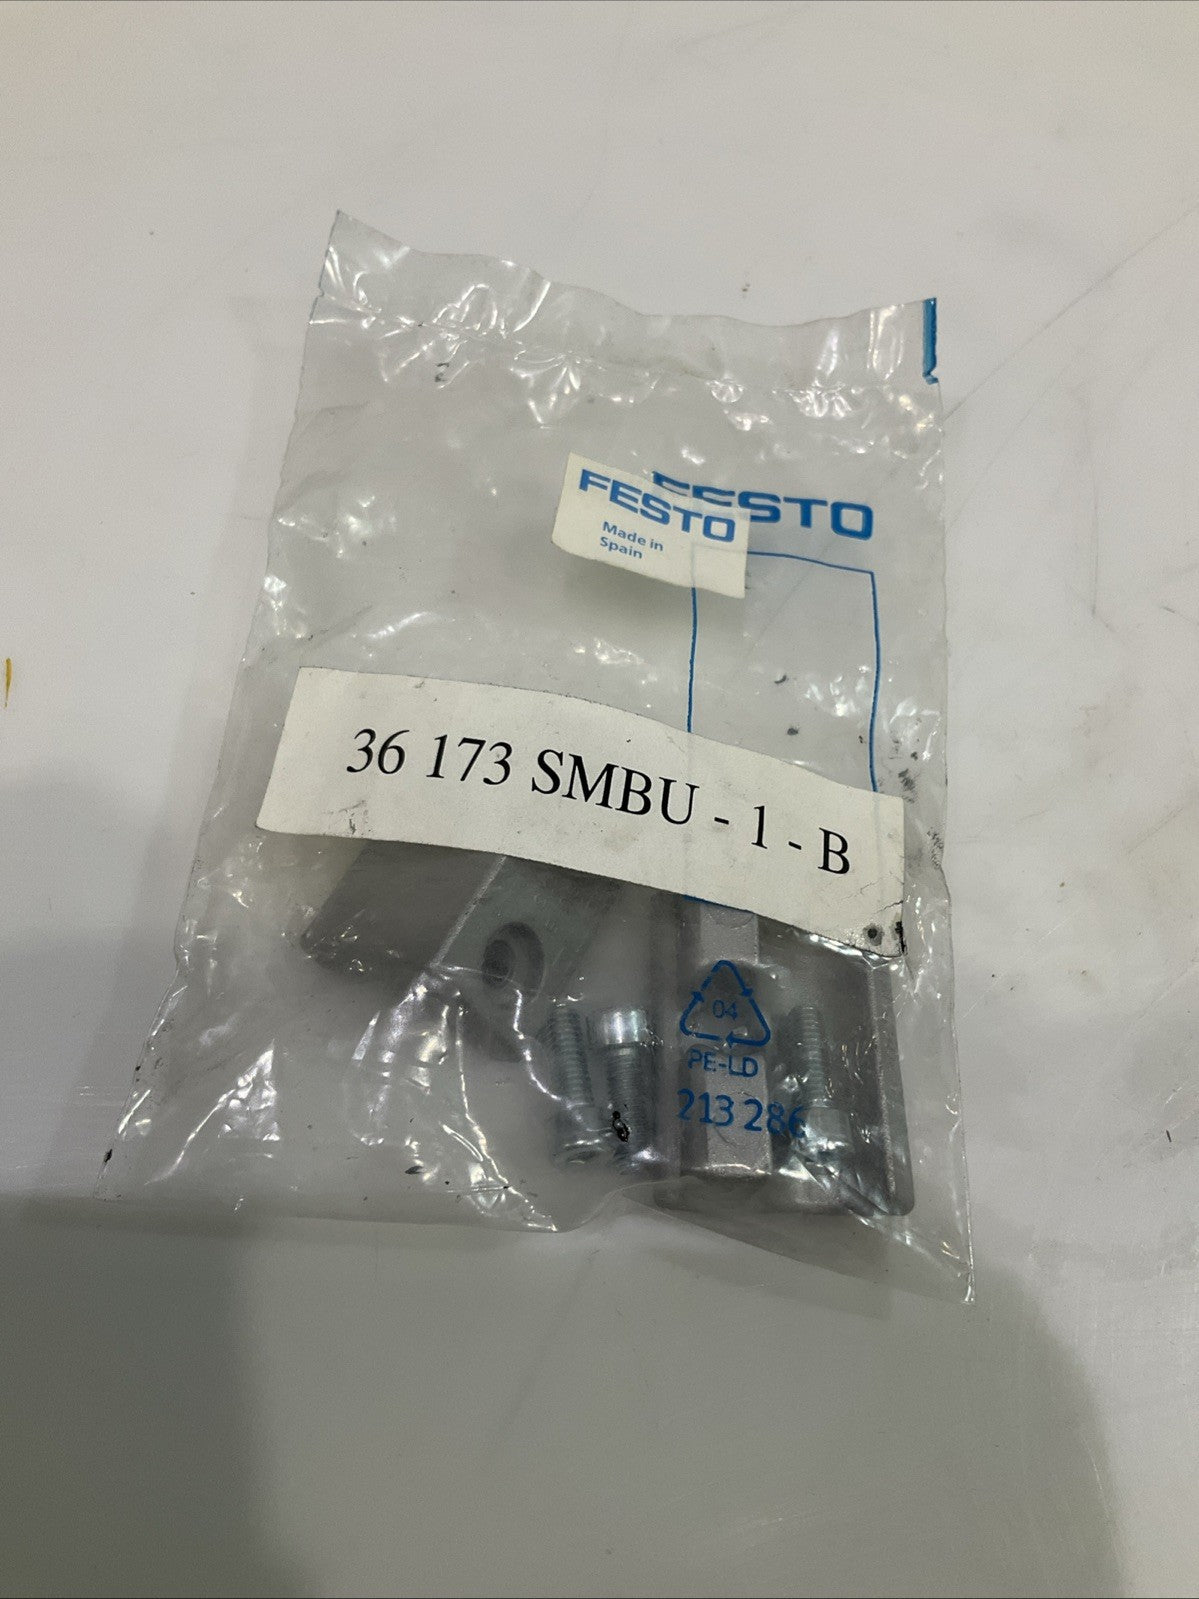 FESTO
FESTO
Made in
Spain
36 173 SMBU - 1 - B
04
PE-LD
213 286